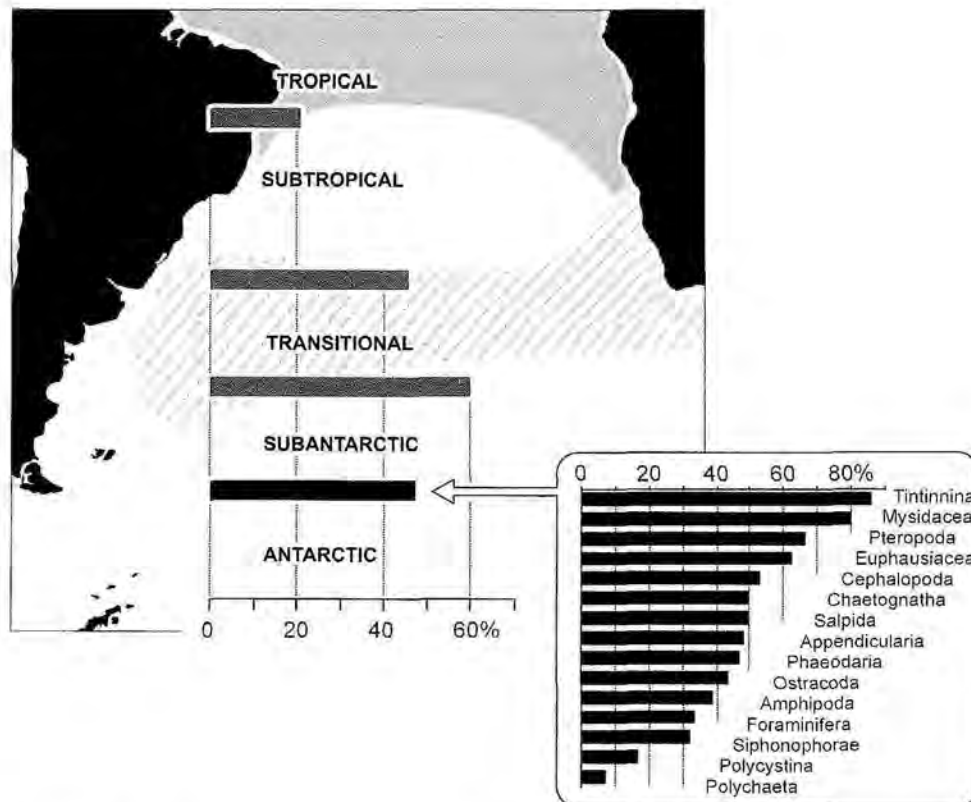 TROPICAL
SUBTROPICAL
TRANSITIONAL
SUBANTARCTIC
ANTARCTIC
0 20 40 60%
0 20 40 60 80%
Tintinnina
Mysidacea
Pteropoda
Euphausiacea
Cephalopoda
Chaetognatha
Salpida
Appendicularia
Phaeodaria
Ostracoda
Amphipoda
Foraminifera
Siphonophorae
Polycystina
Polychaeta